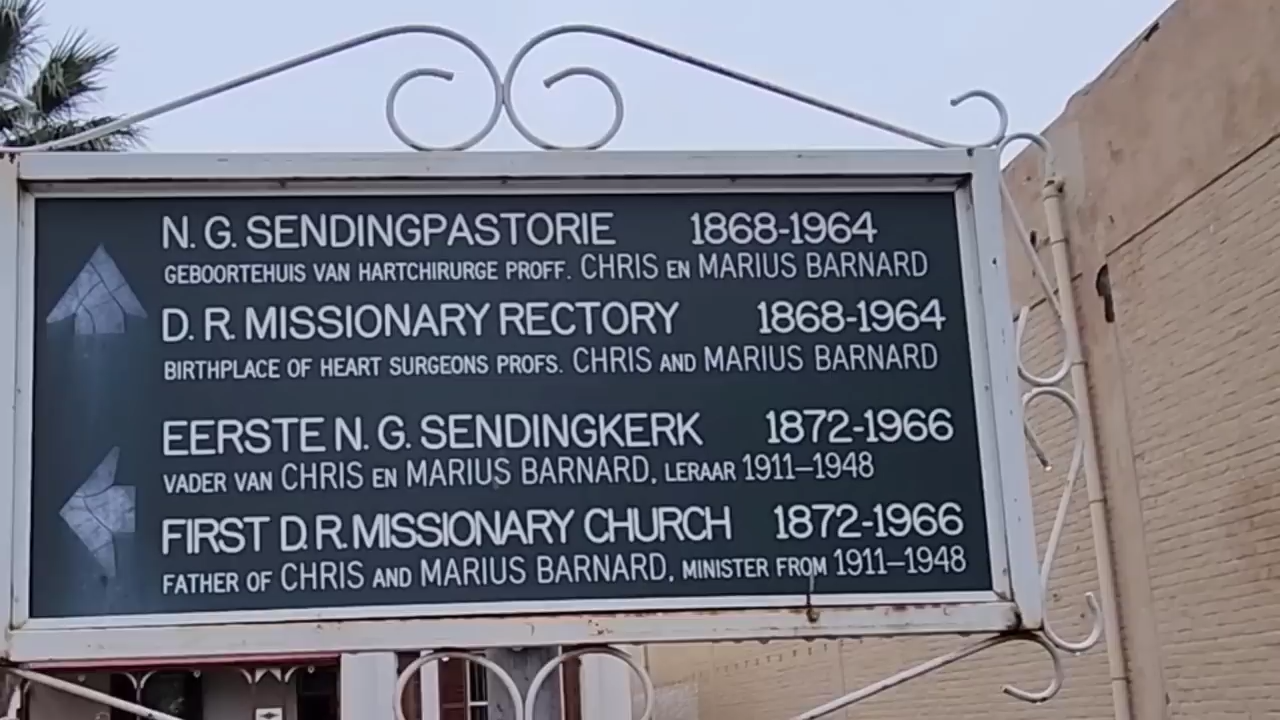 N. G. SENDINGPASTORIE 1868-1964
GEBOORTEHUIS VAN HARTCHIRURGE PROFF. CHRIS EN MARIUS BARNARD
D. R. MISSIONARY RECTORY 1868-1964
BIRTHPLACE OF HEART SURGEONS PROFS. CHRIS AND MARIUS BARNARD
EERSTE N. G. SENDINGKERK 1872-1966
VADER VAN CHRIS EN MARIUS BARNARD, LERAAR 1911–1948
FIRST D. R. MISSIONARY CHURCH 1872-1966
FATHER OF CHRIS AND MARIUS BARNARD, MINISTER FROM 1911–1948